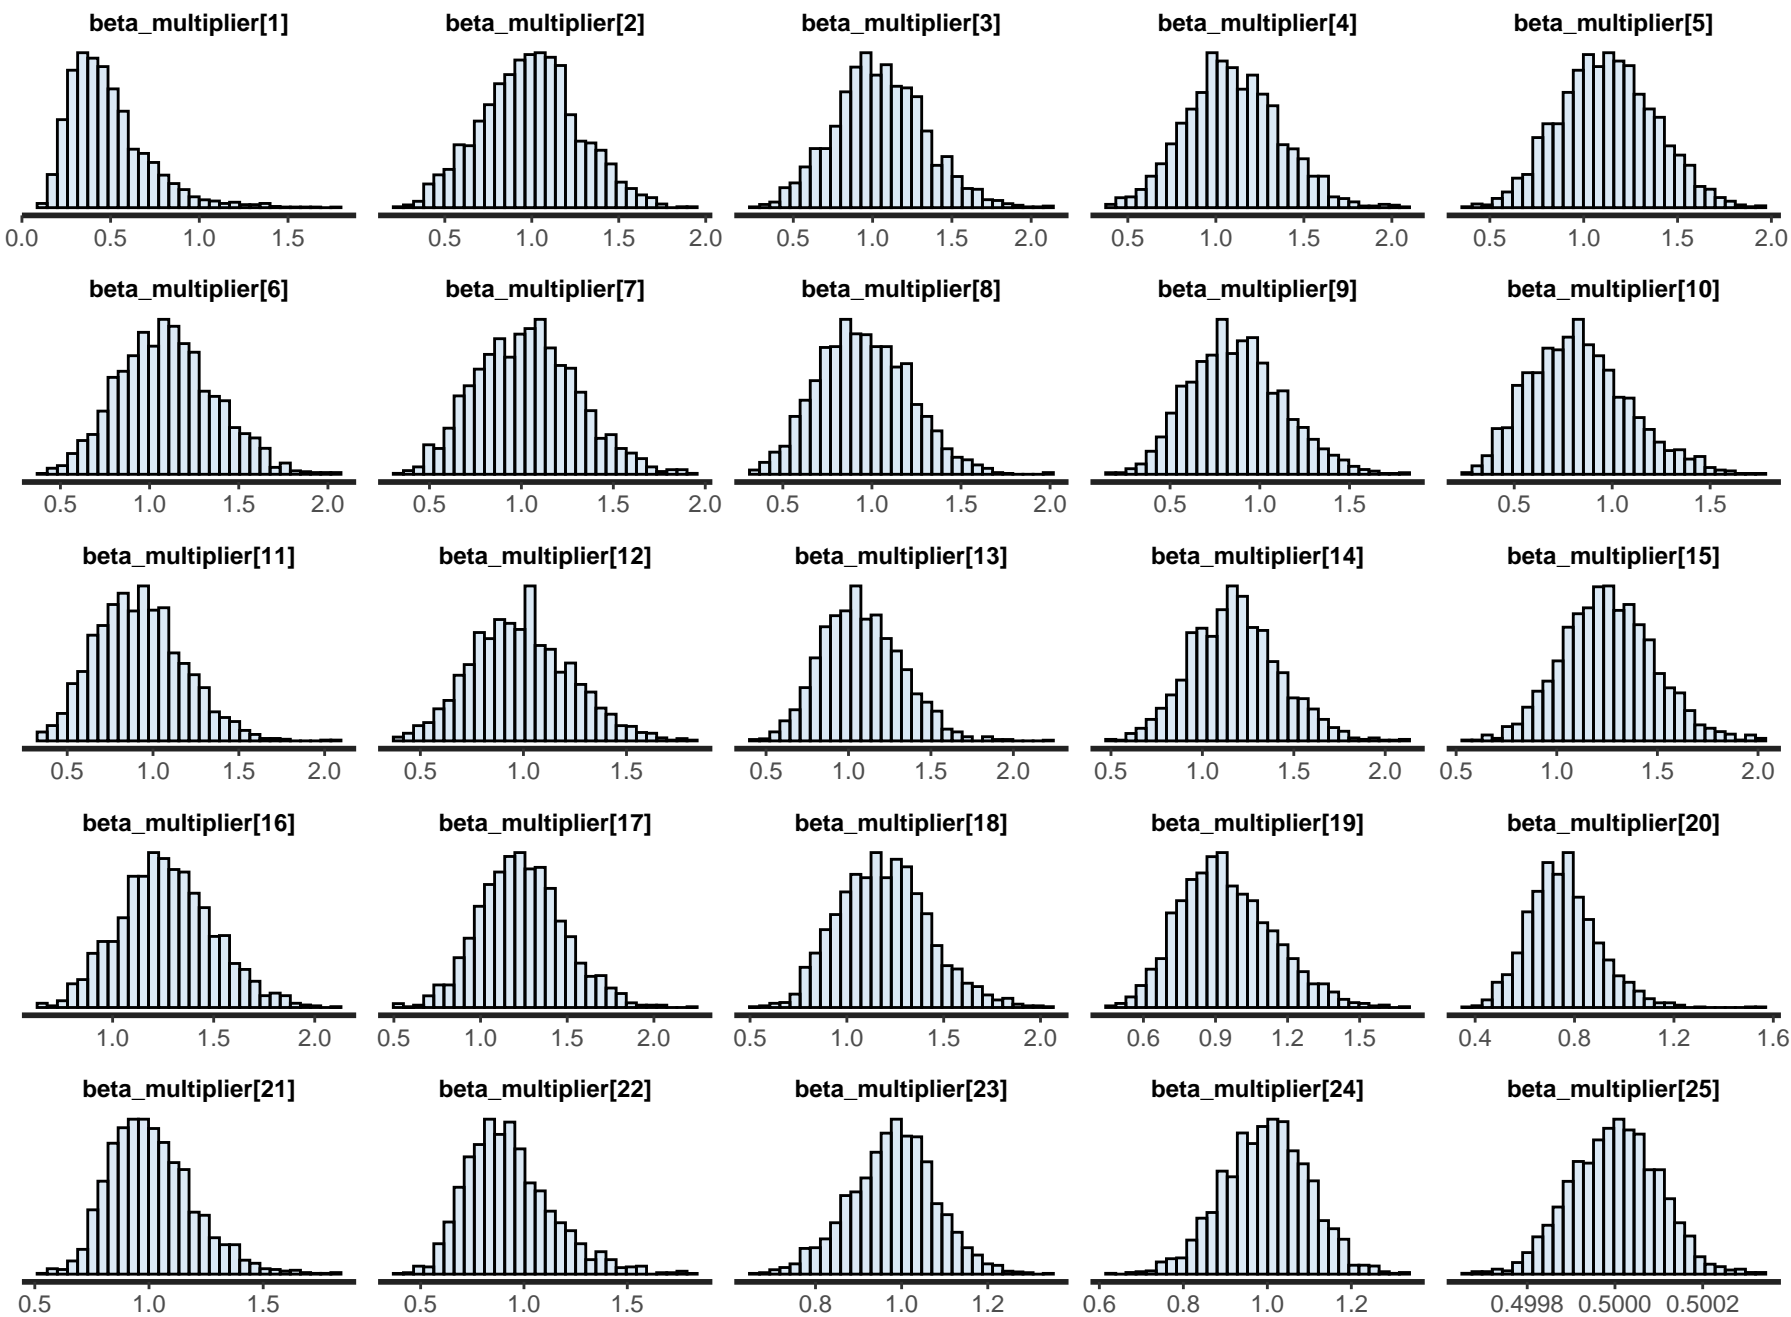 beta_multiplier[1] beta_multiplier[2] beta_multiplier[3] beta_multiplier[4] beta_multiplier[5]
0.0 0.5 1.0 1.5 0.5 1.0 1.5 2.0 0.5 1.0 1.5 2.0 0.5 1.0 1.5 2.0 0.5 1.0 1.5 2.0
beta_multiplier[6] beta_multiplier[7] beta_multiplier[8] beta_multiplier[9] beta_multiplier[10]
0.5 1.0 1.5 2.0 0.5 1.0 1.5 2.0 0.5 1.0 1.5 2.0 0.5 1.0 1.5 0.5 1.0 1.5
beta_multiplier[11] beta_multiplier[12] beta_multiplier[13] beta_multiplier[14] beta_multiplier[15]
0.5 1.0 1.5 2.0 0.5 1.0 1.5 0.5 1.0 1.5 2.0 0.5 1.0 1.5 2.0 0.5 1.0 1.5 2.0
beta_multiplier[16] beta_multiplier[17] beta_multiplier[18] beta_multiplier[19] beta_multiplier[20]
1.0 1.5 2.0 0.5 1.0 1.5 2.0 0.5 1.0 1.5 2.0 0.6 0.9 1.2 1.5 0.4 0.8 1.2 1.6
beta_multiplier[21] beta_multiplier[22] beta_multiplier[23] beta_multiplier[24] beta_multiplier[25]
0.5 1.0 1.5 0.5 1.0 1.5 0.8 1.0 1.2 0.6 0.8 1.0 1.2 0.4998 0.5000 0.5002